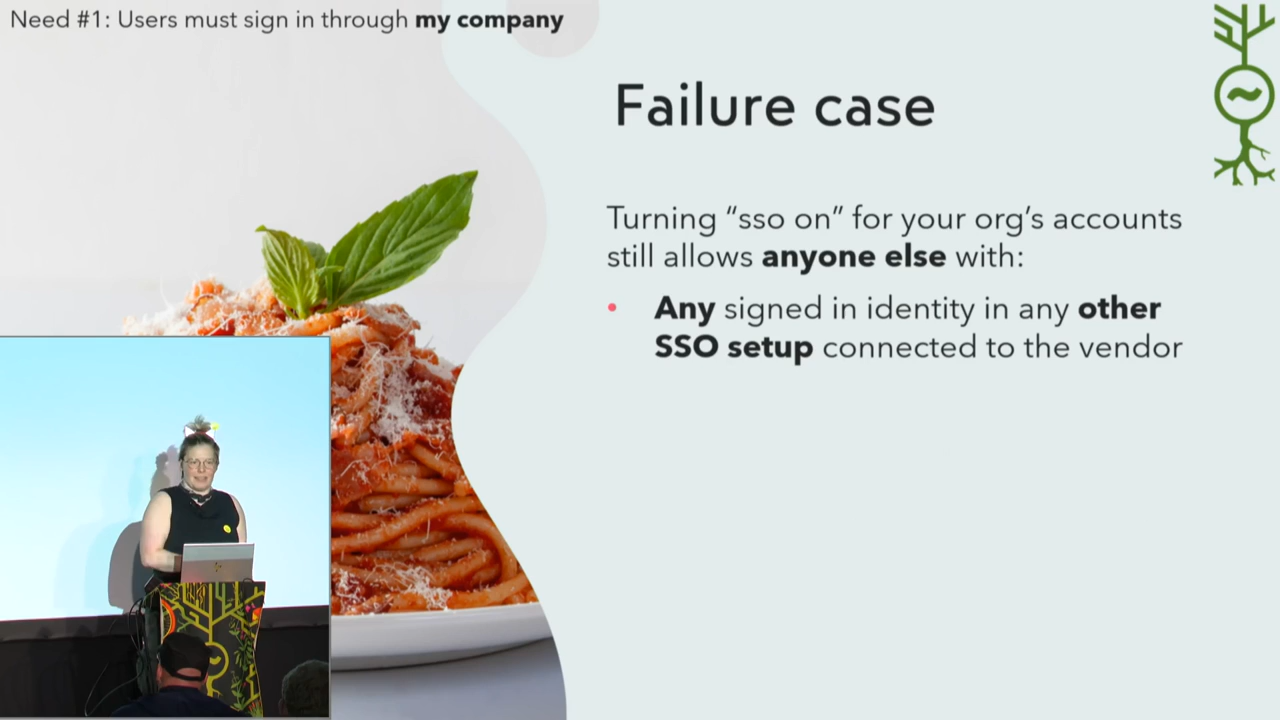 Need #1: Users must sign in through my company
Failure case
Turning “sso on” for your org’s accounts
still allows anyone else with:
• Any signed in identity in any other
SSO setup connected to the vendor